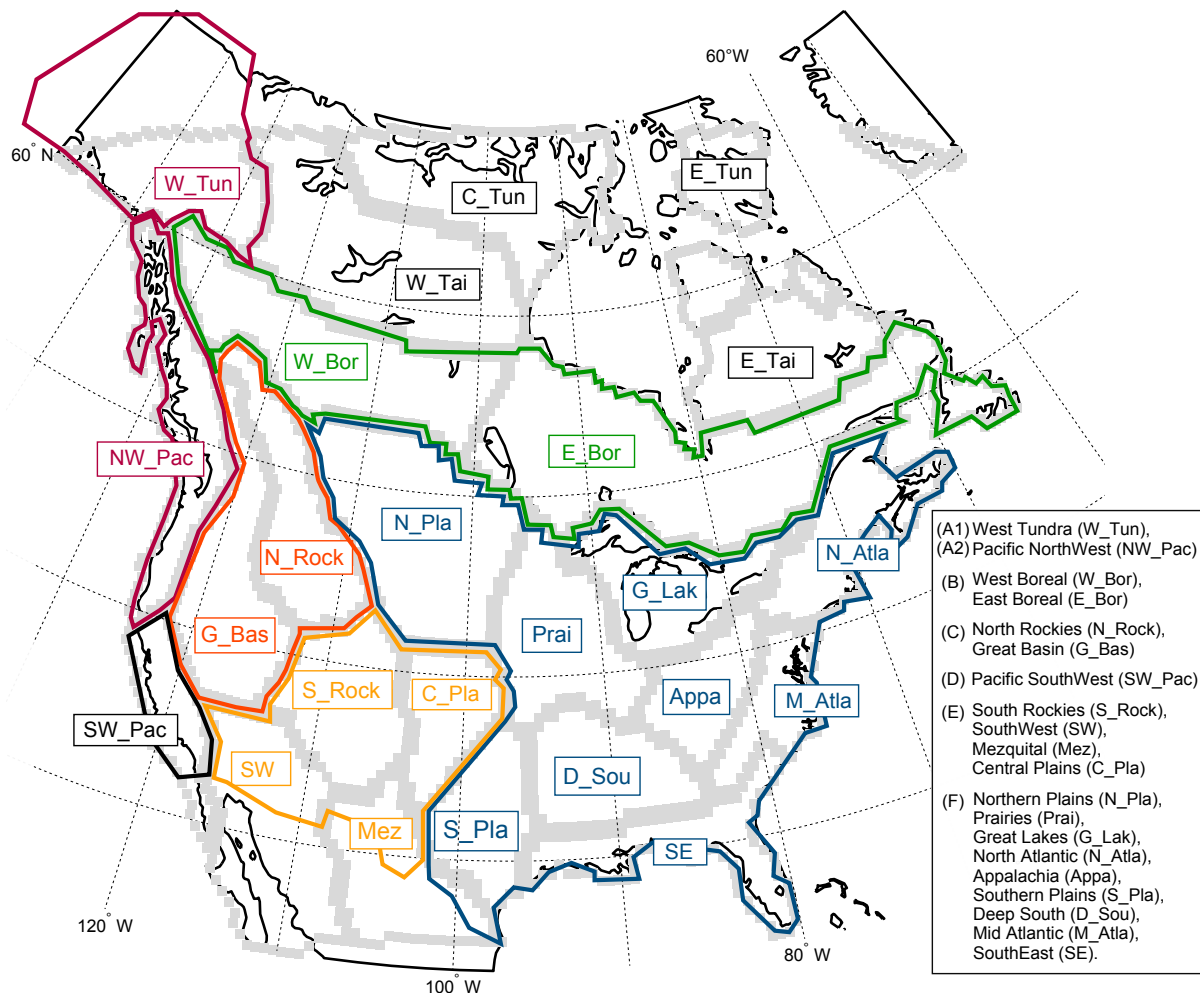 60°W
60° N
W_Tun
C_Tun
E_Tun
W_Tai
E_Tai
W_Bor
E_Bor
NW_Pac
N_Pla
N_Rock
N_Atla
G_Lak
G_Bas
Prai
S_Rock
C_Pla
Appa
M_Atla
SW_Pac
SW
D_Sou
Mez
S_Pla
SE
120° W
100° W
80° W
(A1) West Tundra (W_Tun),
(A2) Pacific NorthWest (NW_Pac)
(B) West Boreal (W_Bor),
East Boreal (E_Bor)
(C) North Rockies (N_Rock),
Great Basin (G_Bas)
(D) Pacific SouthWest (SW_Pac)
(E) South Rockies (S_Rock),
SouthWest (SW),
Mezquital (Mez),
Central Plains (C_Pla)
(F) Northern Plains (N_Pla),
Prairies (Prai),
Great Lakes (G_Lak),
North Atlantic (N_Atla),
Appalachia (Appa),
Southern Plains (S_Pla),
Deep South (D_Sou),
Mid Atlantic (M_Atla),
SouthEast (SE).